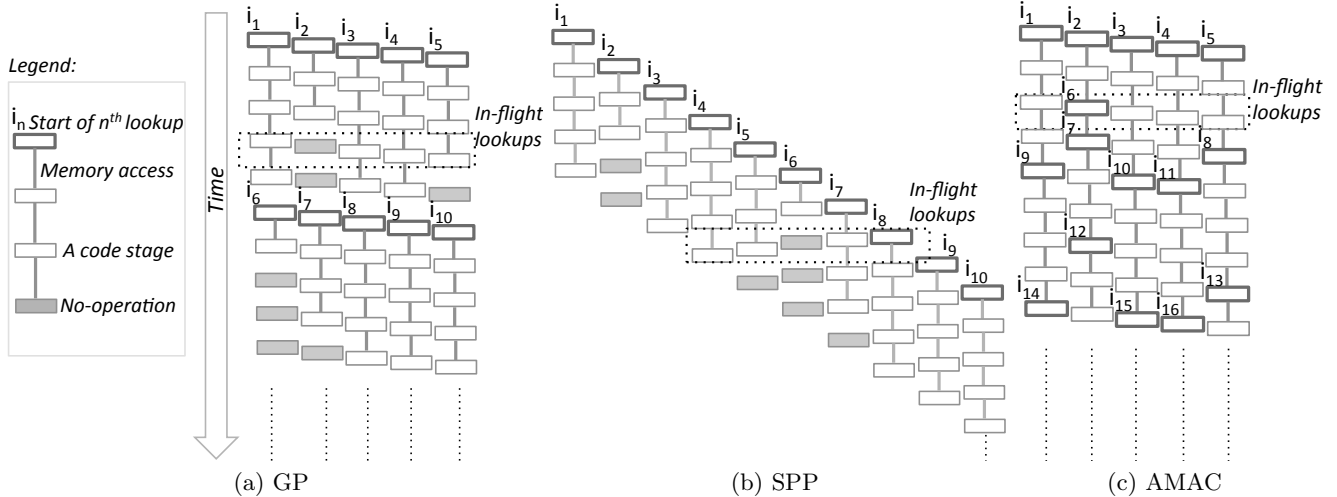 Legend:
i_n Start of n^th lookup
Memory access
A code stage
No-operation
Time
i_1 i_2 i_3 i_4 i_5
In-flight
lookups
i_6 i_7 i_8 i_9 i_10
(a) GP
i_1
i_2
i_3
i_4
i_5
i_6
i_7
i_8
In-flight
lookups
i_9
i_10
(b) SPP
i_1 i_2 i_3 i_4 i_5
i_6
In-flight
lookups
i_7 i_8
i_9 i_10 i_11
i_12
i_13
i_14 i_15 i_16
(c) AMAC